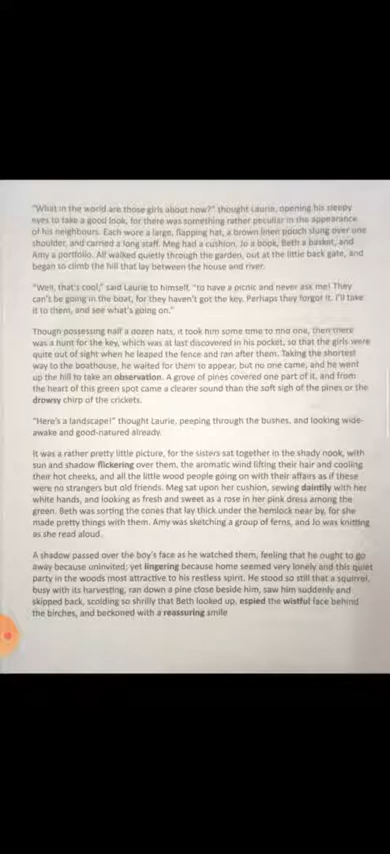 "What in the world are those girls about now?" thought Laurie, opening his sleepy
eyes to take a good look, for there was something rather peculiar in the appearance
of his neighbours. Each wore a large, flapping hat, a brown linen pouch slung over one
shoulder, and carried a long staff. Meg had a cushion, Jo a book, Beth a basket, and
Amy a portfolio. All walked quietly through the garden, out at the little back gate, and
began to climb the hill that lay between the house and river.
"Well, that's cool," said Laurie to himself, "to have a picnic and never ask me! They
can't be going in the boat, for they haven't got the key. Perhaps they forgot it. I'll take
it to them, and see what's going on."
Though possessing half a dozen hats, it took him some time to find one, then there
was a hunt for the key, which was at last discovered in his pocket, so that the girls were
quite out of sight when he leaped the fence and ran after them. Taking the shortest
way to the boathouse, he waited for them to appear, but no one came, and he went
up the hill to take an observation. A grove of pines covered one part of it, and from
the heart of this green spot came a clearer sound than the soft sigh of the pines or the
drowsy chirp of the crickets.
"Here's a landscape!" thought Laurie, peeping through the bushes, and looking wide-
awake and good-natured already.
It was a rather pretty little picture, for the sisters sat together in the shady nook, with
sun and shadow flickering over them, the aromatic wind lifting their hair and cooling
their hot cheeks, and all the little wood people going on with their affairs as if these
were no strangers but old friends. Meg sat upon her cushion, sewing daintily with her
white hands, and looking as fresh and sweet as a rose in her pink dress among the
green. Beth was sorting the cones that lay thick under the hemlock near by, for she
made pretty things with them. Amy was sketching a group of ferns, and Jo was knitting
as she read aloud.
A shadow passed over the boy's face as he watched them, feeling that he ought to go
away because uninvited; yet lingering because home seemed very lonely and this quiet
party in the woods most attractive to his restless spirit. He stood so still that a squirrel,
busy with its harvesting, ran down a pine close beside him, saw him suddenly and
skipped back, scolding so shrilly that Beth looked up, espied the wistful face behind
the birches, and beckoned with a reassuring smile